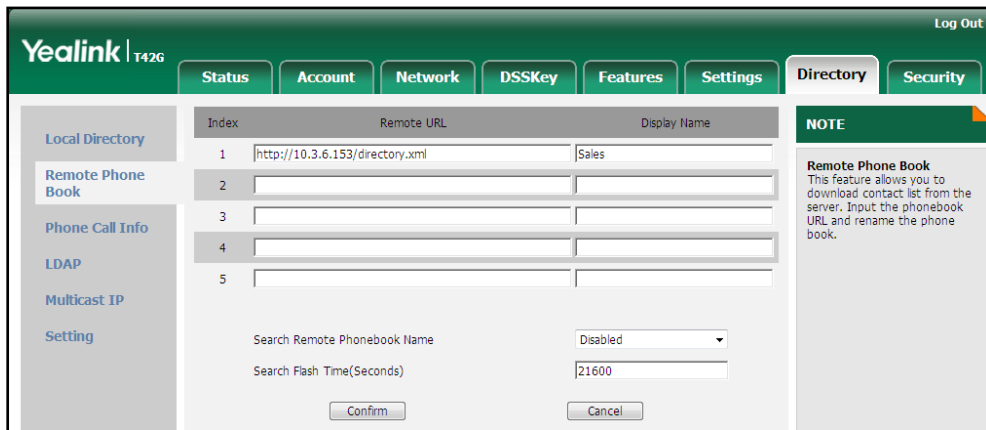 Log Out
Yealink T42G
Status Account Network DSSKey Features Settings Directory Security
Local Directory
Remote Phone
Book
Phone Call Info
LDAP
Multicast IP
Setting
Index Remote URL Display Name
1 http://10.3.6.153/directory.xml Sales
2
3
4
5
Search Remote Phonebook Name Disabled
Search Flash Time(Seconds) 21600
Confirm Cancel
NOTE
Remote Phone Book
This feature allows you to
download contact list from the
server. Input the phonebook
URL and rename the phone
book.